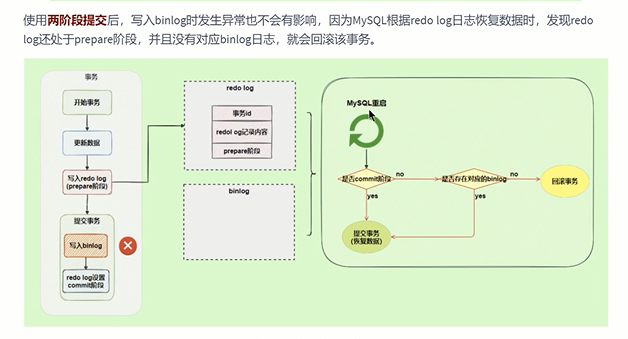 使用两阶段提交后，写入binlog时发生异常也不会有影响，因为MySQL根据redo log日志恢复数据时，发现redo
log还处于prepare阶段，并且没有对应binlog日志，就会回滚该事务。
事务
开始事务
更新数据
写入redo log
(prepare阶段)
提交事务
写入binlog
redo log设置
commit阶段
redo log
事务id
redol og记录内容
prepare阶段
binlog
MySQL重启
是否commit阶段
no
是否存在对应的binlog
no
回滚事务
yes
yes
提交事务
(恢复数据)